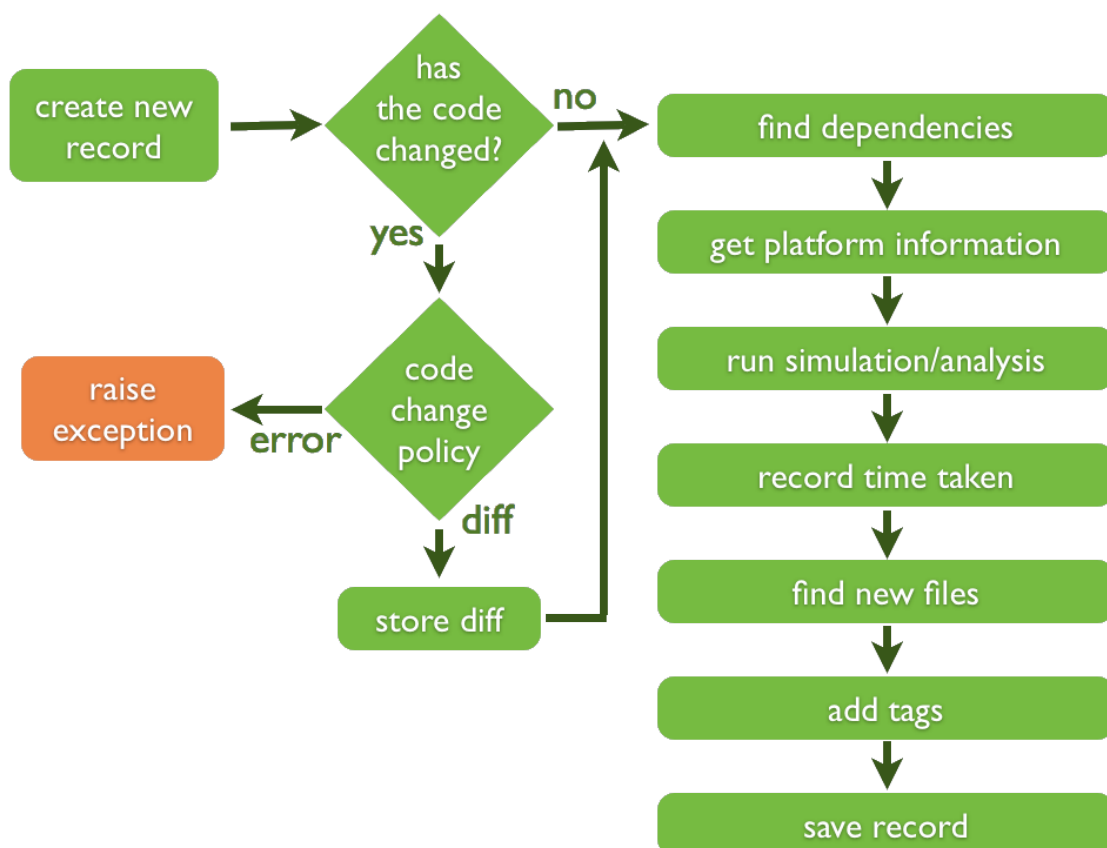 create new
record
has
the code
changed?
no
yes
code
change
policy
error
raise
exception
diff
store diff
find dependencies
get platform information
run simulation/analysis
record time taken
find new files
add tags
save record